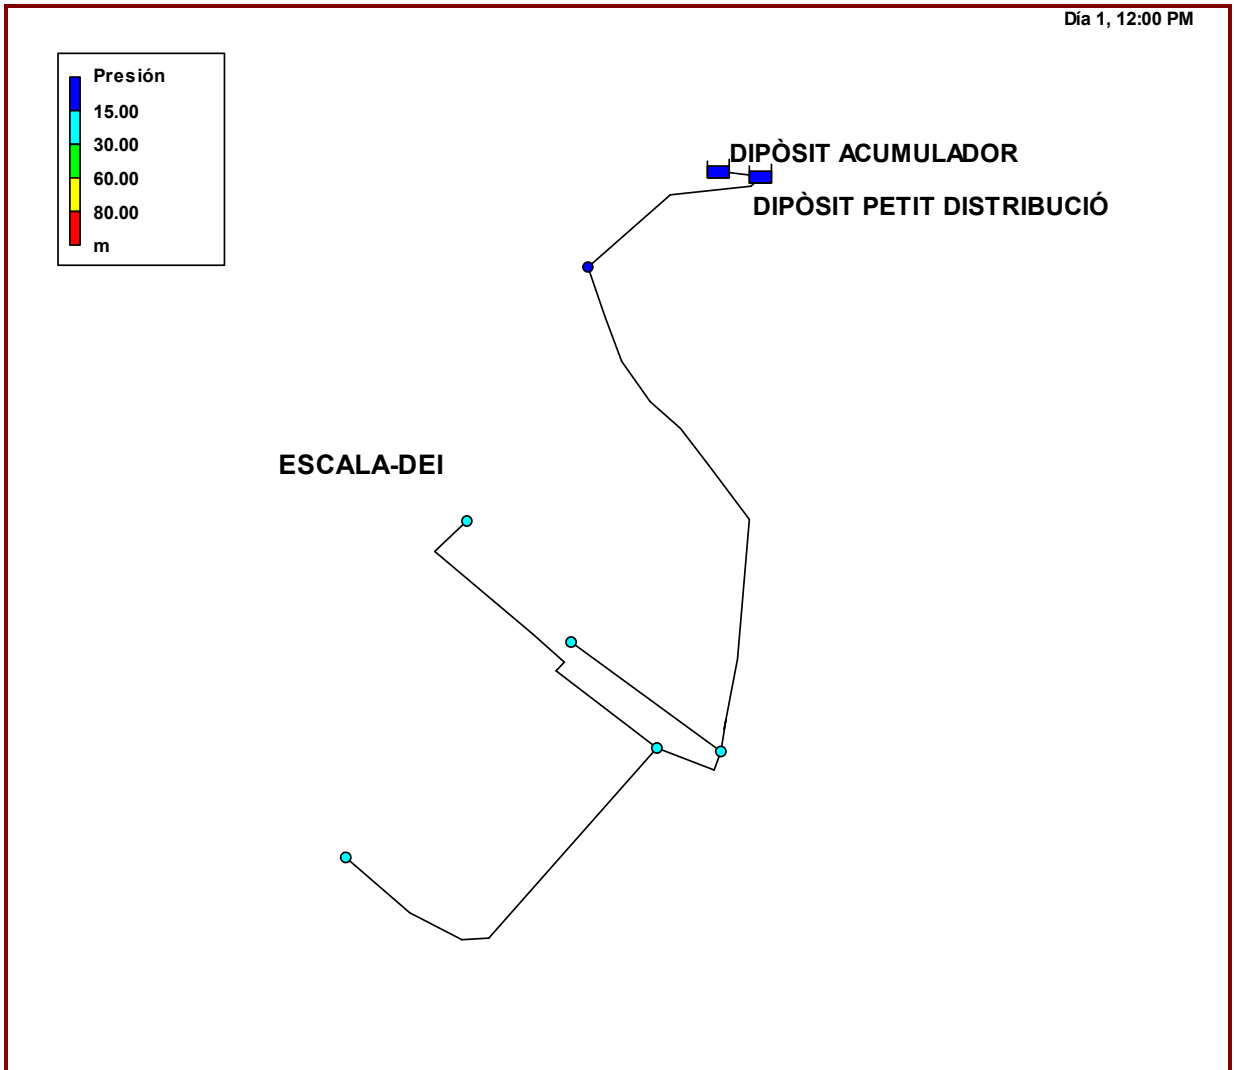 Día 1, 12:00 PM
Presión
15.00
30.00
60.00
80.00
m
DIPÒSIT ACUMULADOR
DIPÒSIT PETIT DISTRIBUCIÓ
ESCALA-DEI